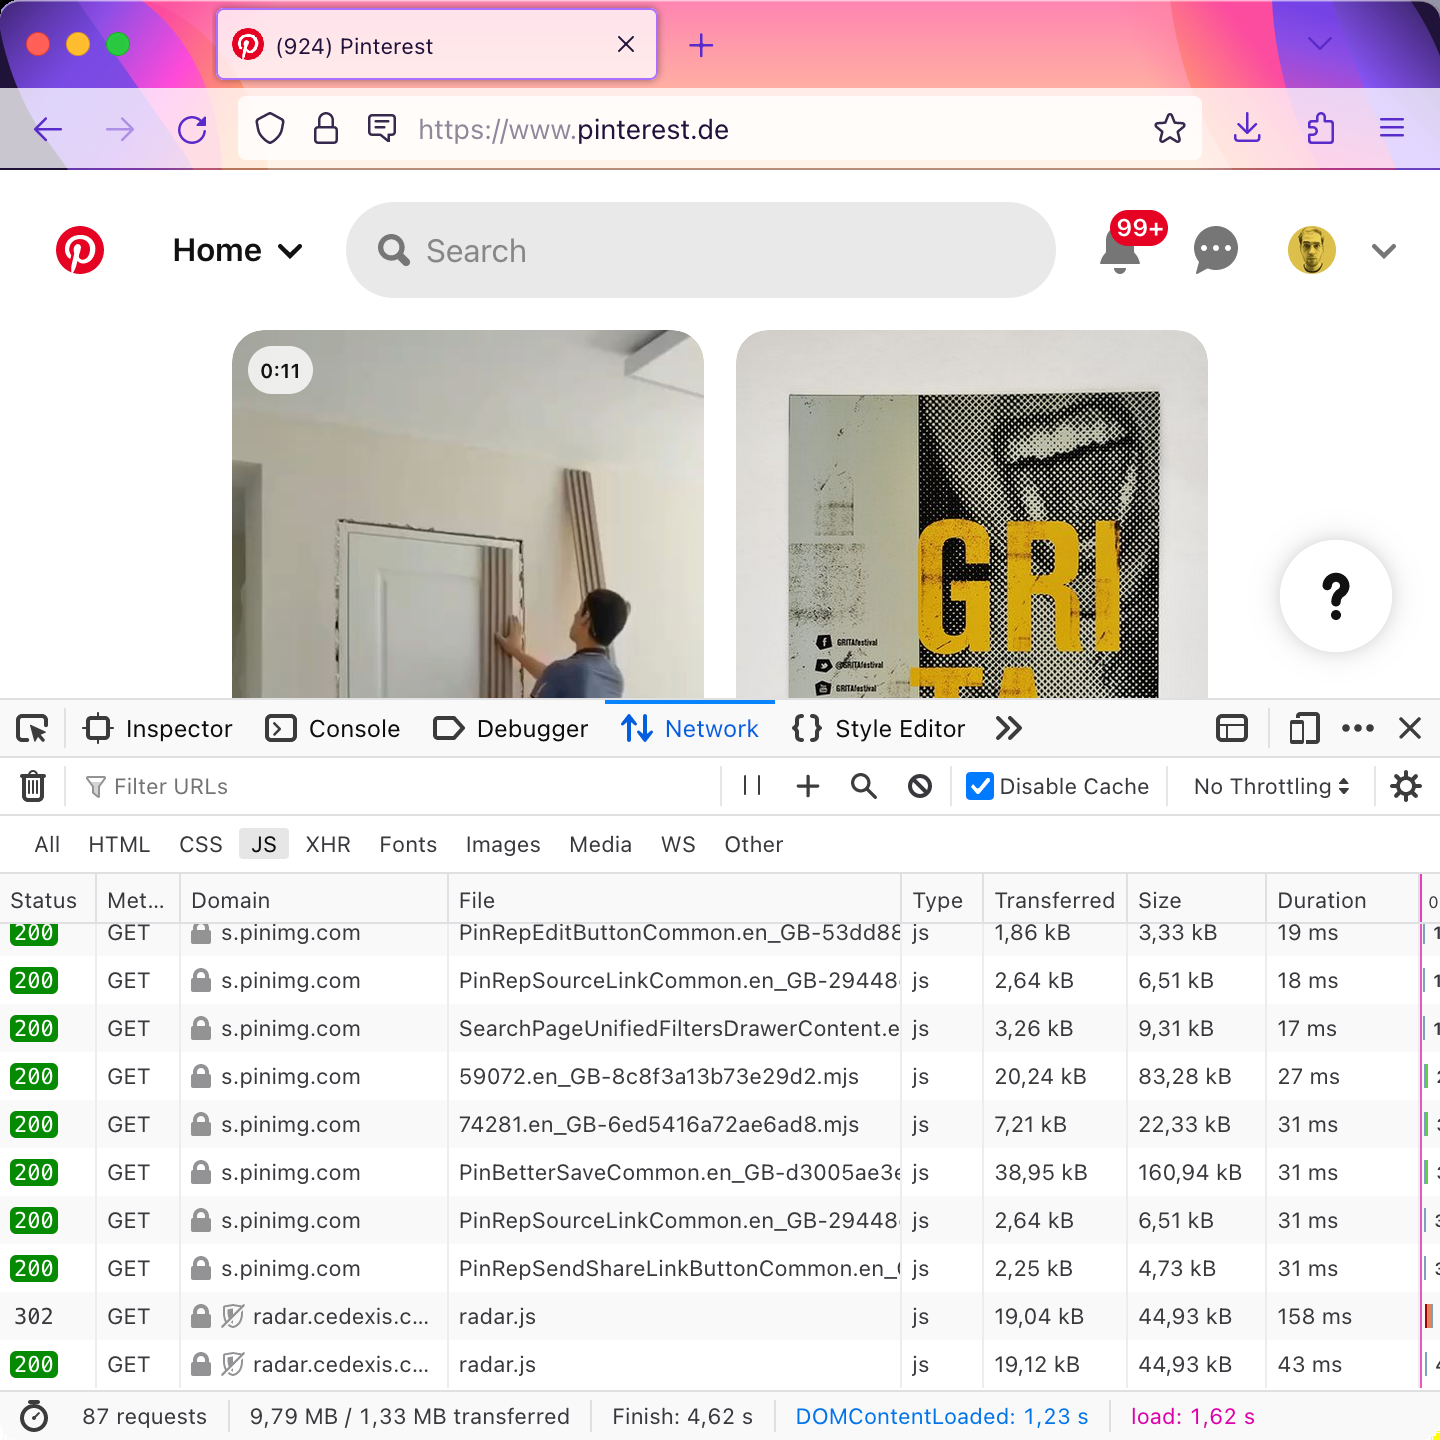 (924) Pinterest
https://www.pinterest.de
Home
Search
99+
0:11
GRI
TA
GRITAfestival
@GRITAfestival
GRITAfestival
?
Inspector
Console
Debugger
Network
Style Editor
Filter URLs
Disable Cache
No Throttling
All HTML CSS JS XHR Fonts Images Media WS Other
Status Met... Domain File Type Transferred Size Duration 0
200 GET s.pinimg.com PinRepEditButtonCommon.en_GB-53dd88 js 1,86 kB 3,33 kB 19 ms
200 GET s.pinimg.com PinRepSourceLinkCommon.en_GB-29448 js 2,64 kB 6,51 kB 18 ms
200 GET s.pinimg.com SearchPageUnifiedFiltersDrawerContent.e js 3,26 kB 9,31 kB 17 ms
200 GET s.pinimg.com 59072.en_GB-8c8f3a13b73e29d2.mjs js 20,24 kB 83,28 kB 27 ms
200 GET s.pinimg.com 74281.en_GB-6ed5416a72ae6ad8.mjs js 7,21 kB 22,33 kB 31 ms
200 GET s.pinimg.com PinBetterSaveCommon.en_GB-d3005ae3e js 38,95 kB 160,94 kB 31 ms
200 GET s.pinimg.com PinRepSourceLinkCommon.en_GB-29448 js 2,64 kB 6,51 kB 31 ms
200 GET s.pinimg.com PinRepSendShareLinkButtonCommon.en_ js 2,25 kB 4,73 kB 31 ms
302 GET radar.cedexis.c... radar.js js 19,04 kB 44,93 kB 158 ms
200 GET radar.cedexis.c... radar.js js 19,12 kB 44,93 kB 43 ms
87 requests 9,79 MB / 1,33 MB transferred Finish: 4,62 s DOMContentLoaded: 1,23 s load: 1,62 s